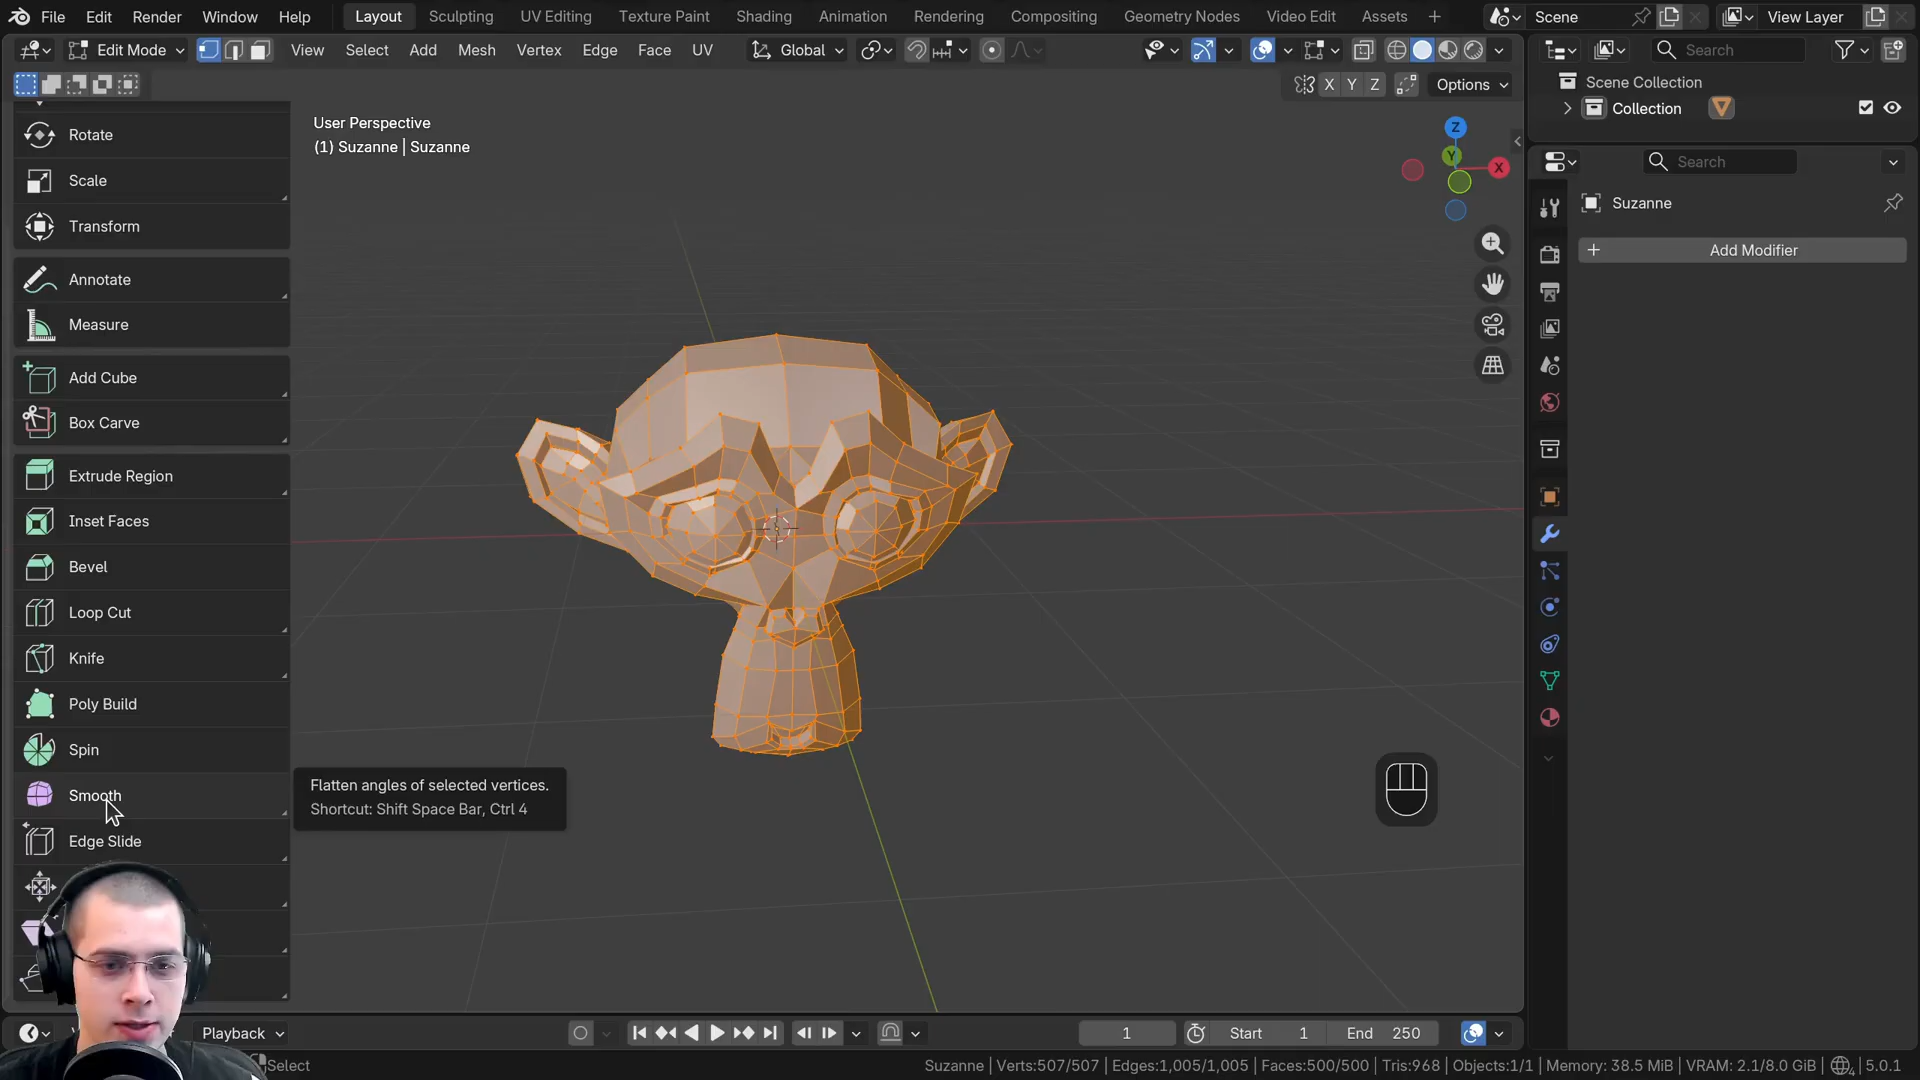 File Edit Render Window Help Layout Sculpting UV Editing Texture Paint Shading Animation Rendering Compositing Geometry Nodes Video Edit Assets + Scene View Layer
Edit Mode View Select Add Mesh Vertex Edge Face UV Global Search
X Y Z Options
Scene Collection
Collection
User Perspective
(1) Suzanne | Suzanne
Z
Y
X
Search
Suzanne
+ Add Modifier
Rotate
Scale
Transform
Annotate
Measure
Add Cube
Box Carve
Extrude Region
Inset Faces
Bevel
Loop Cut
Knife
Poly Build
Spin
Smooth
Edge Slide
Flatten angles of selected vertices.
Shortcut: Shift Space Bar, Ctrl 4
Playback 1 Start 1 End 250
Select
Suzanne | Verts:507/507 | Edges:1,005/1,005 | Faces:500/500 | Tris:968 | Objects:1/1 | Memory: 38.5 MiB | VRAM: 2.1/8.0 GiB | 5.0.1